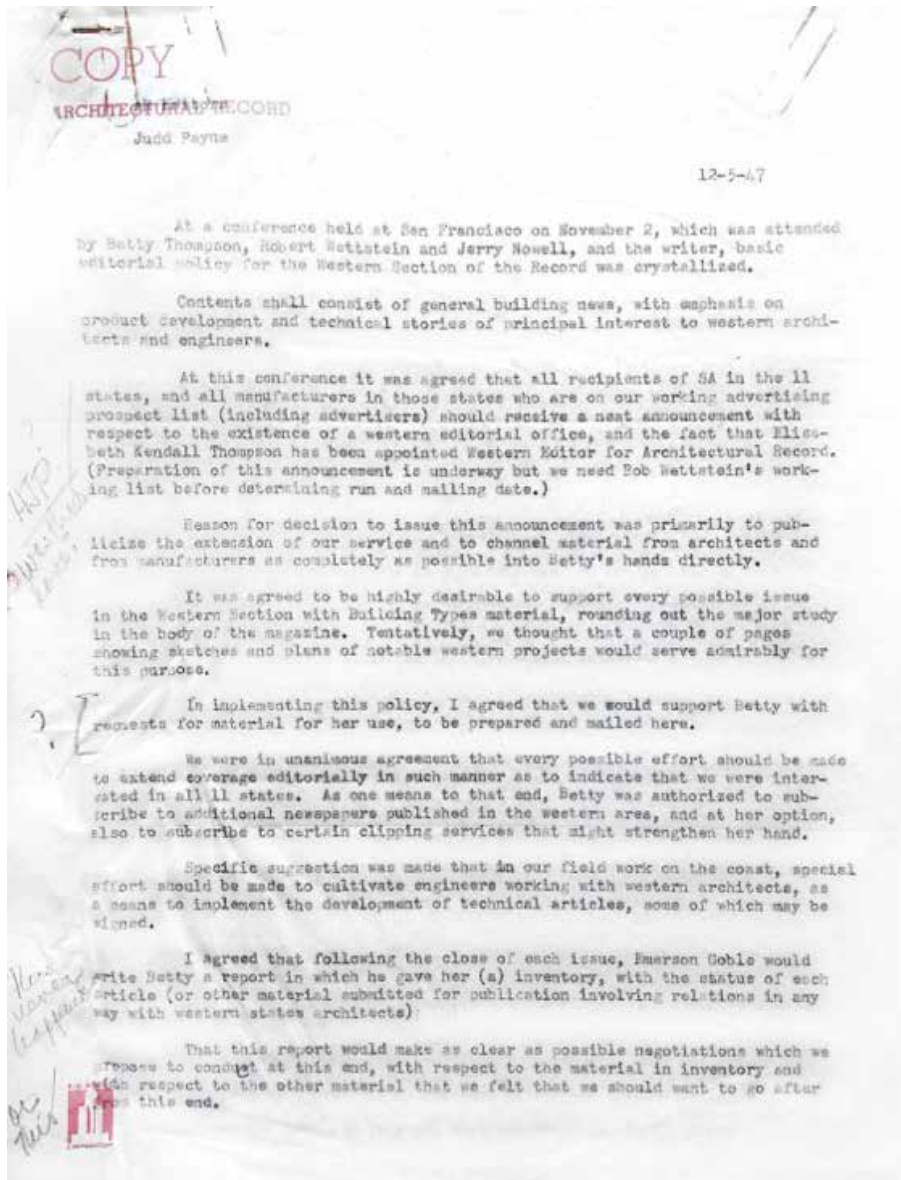 COPY
ARCHITECTURAL RECORD
All Editors
Judd Payne
12-5-47
At a conference held at San Francisco on November 2, which was attended
by Betty Thompson, Robert Wettstein and Jerry Nowell, and the writer, basic
editorial policy for the Western Section of the Record was crystallized.
Contents shall consist of general building news, with emphasis on
product development and technical stories of principal interest to western archi-
tects and engineers.
At this conference it was agreed that all recipients of SA in the 11
states, and all manufacturers in those states who are on our working advertising
prospect list (including advertisers) should receive a neat announcement with
respect to the existence of a western editorial office, and the fact that Eliza-
beth Kendall Thompson has been appointed Western Editor for Architectural Record.
(Preparation of this announcement is underway but we need Bob Wettstein's work-
ing list before determining run and mailing date.)
AJP?
Reason for decision to issue this announcement was primarily to pub-
licize the extension of our service and to channel material from architects and
from manufacturers as completely as possible into Betty's hands directly.
It was agreed to be highly desirable to support every possible issue
in the Western Section with Building Types material, rounding out the major study
in the body of the magazine. Tentatively, we thought that a couple of pages
showing sketches and plans of notable western projects would serve admirably for
this purpose.
?
In implementing this policy, I agreed that we would support Betty with
requests for material for her use, to be prepared and mailed here.
We were in unanimous agreement that every possible effort should be made
to extend coverage editorially in such manner as to indicate that we were inter-
ested in all 11 states. As one means to that end, Betty was authorized to sub-
scribe to additional newspapers published in the western area, and at her option,
also to subscribe to certain clipping services that might strengthen her hand.
Specific suggestion was made that in our field work on the coast, special
effort should be made to cultivate engineers working with western architects, as
a means to implement the development of technical articles, some of which may be
signed.
I agreed that following the close of each issue, Emerson Goble would
write Betty a report in which he gave her (a) inventory, with the status of each
article (or other material submitted for publication involving relations in any
way with western states architects)
never
happened
That this report would make as clear as possible negotiations which we
propose to conduct at this end, with respect to the material in inventory and
with respect to the other material that we felt that we should want to go after
from this end.
or
this!